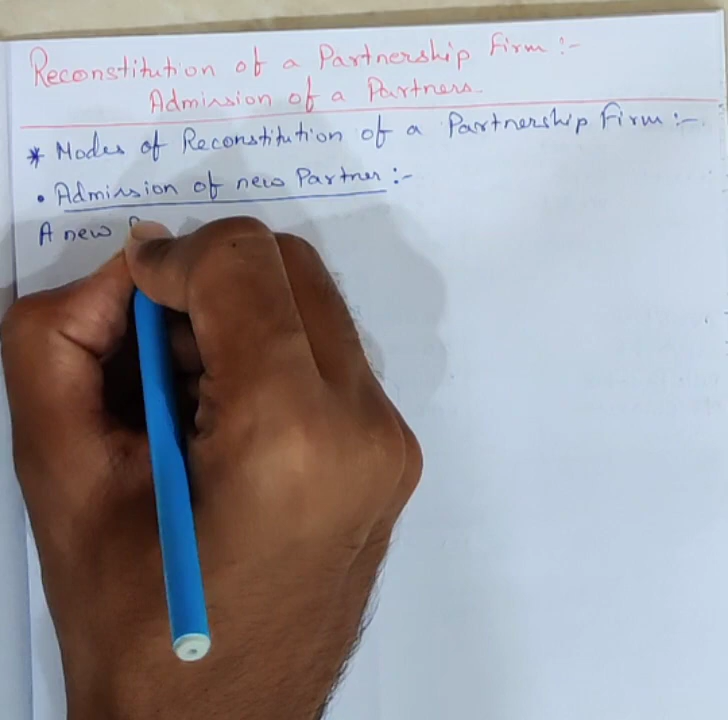 Reconstitution of a Partnership Firm :-
Admission of a Partners.
* Modes of Reconstitution of a Partnership Firm :-
• Admission of new Partner :-
A new